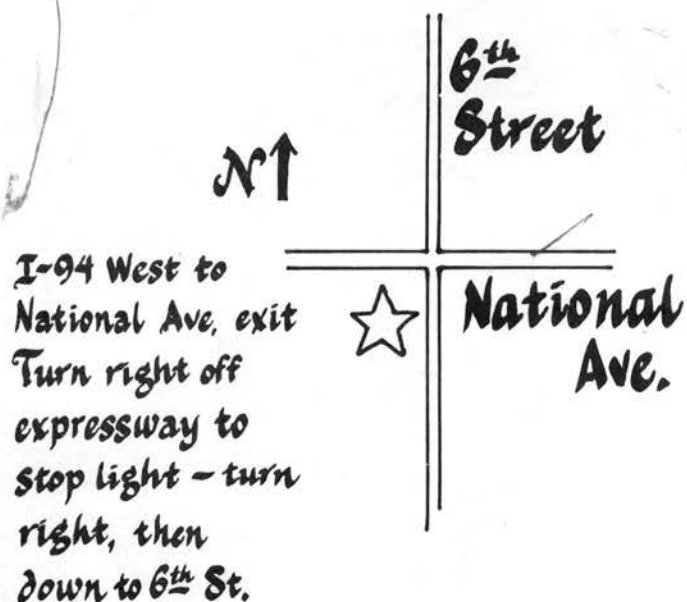 6th
Street
N
National
Ave.
I-94 West to
National Ave. exit
Turn right off
expressway to
stop light - turn
right, then
down to 6th St.